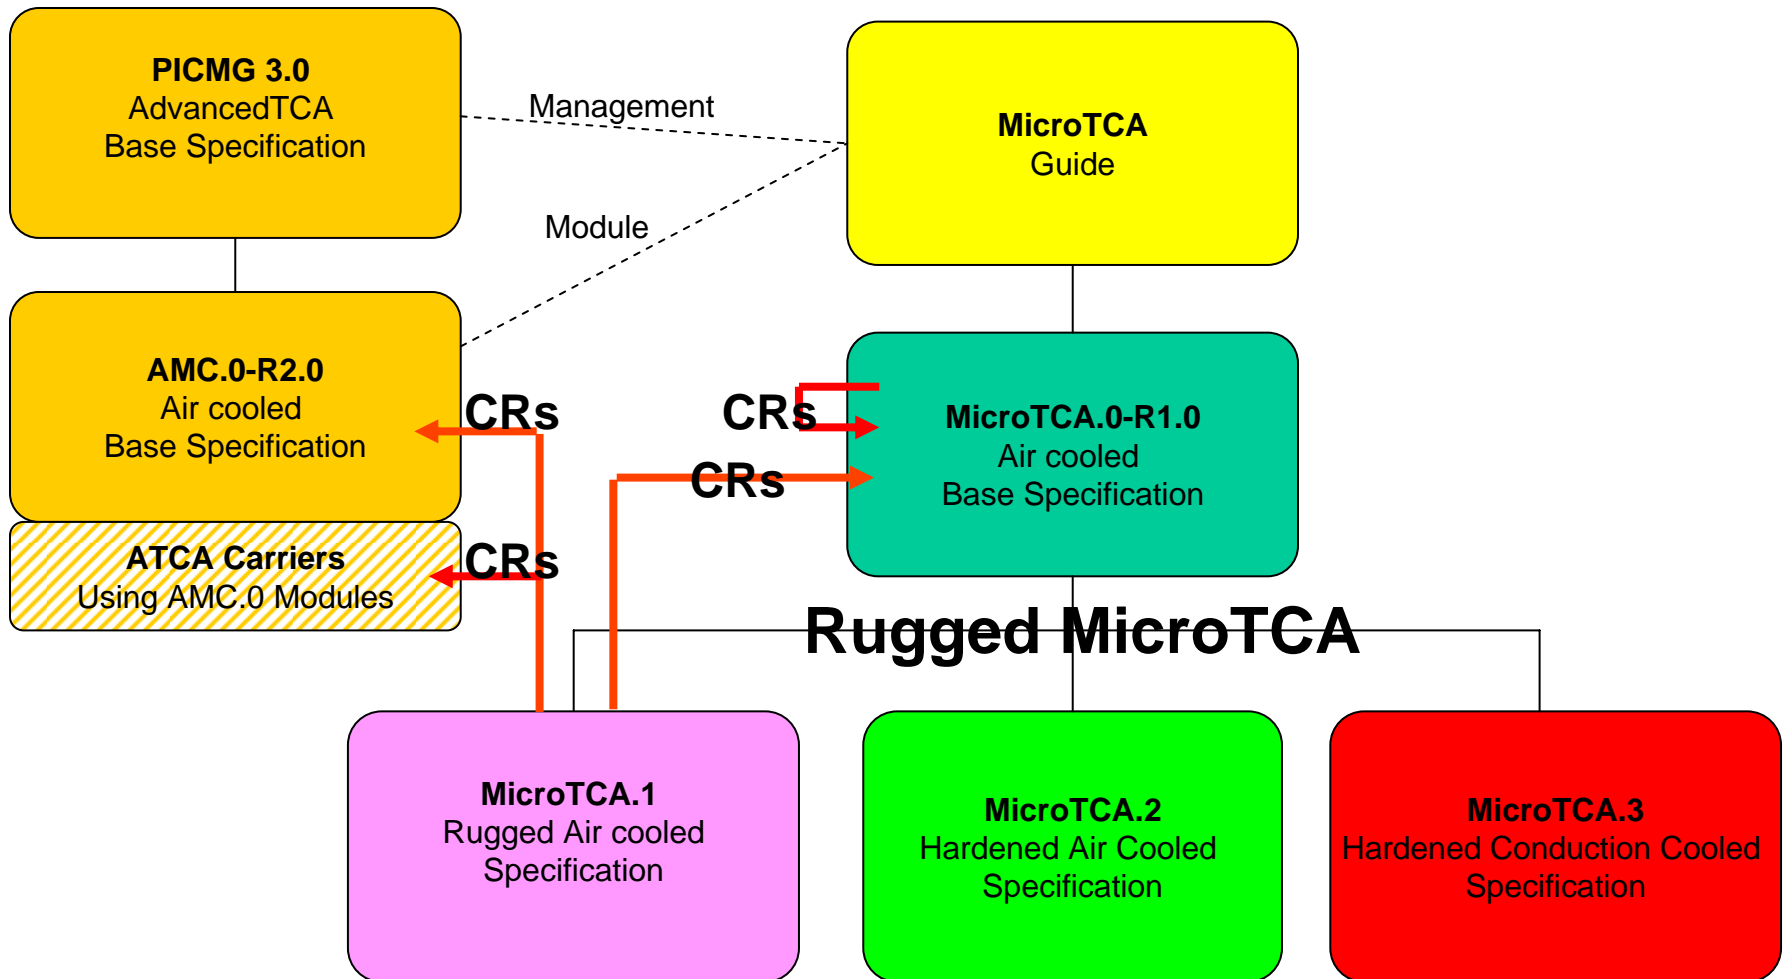 PICMG 3.0
AdvancedTCA
Base Specification
Management
MicroTCA
Guide
Module
AMC.0-R2.0
Air cooled
Base Specification
CRs
CRs
MicroTCA.0-R1.0
Air cooled
Base Specification
CRs
ATCA Carriers
Using AMC.0 Modules
CRs
Rugged MicroTCA
MicroTCA.1
Rugged Air cooled
Specification
MicroTCA.2
Hardened Air Cooled
Specification
MicroTCA.3
Hardened Conduction Cooled
Specification